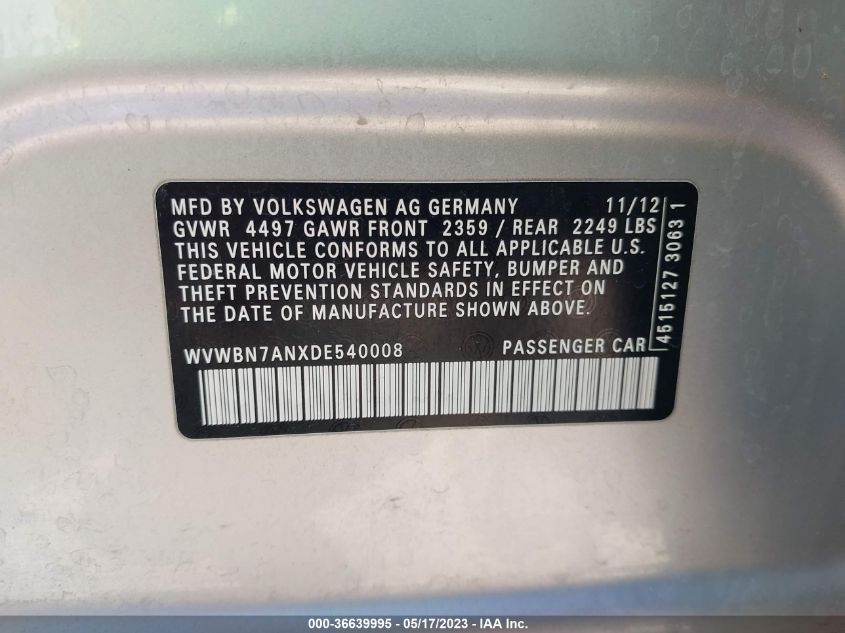 MFD BY VOLKSWAGEN AG GERMANY 11/12
GVWR 4497 GAWR FRONT 2359 / REAR 2249 LBS
THIS VEHICLE CONFORMS TO ALL APPLICABLE U.S.
FEDERAL MOTOR VEHICLE SAFETY, BUMPER AND
THEFT PREVENTION STANDARDS IN EFFECT ON
THE DATE OF MANUFACTURE SHOWN ABOVE.
WVWBN7ANXDE540008 PASSENGER CAR
4515127 3063 1
000-36639995 — 05/17/2023 — IAA Inc.